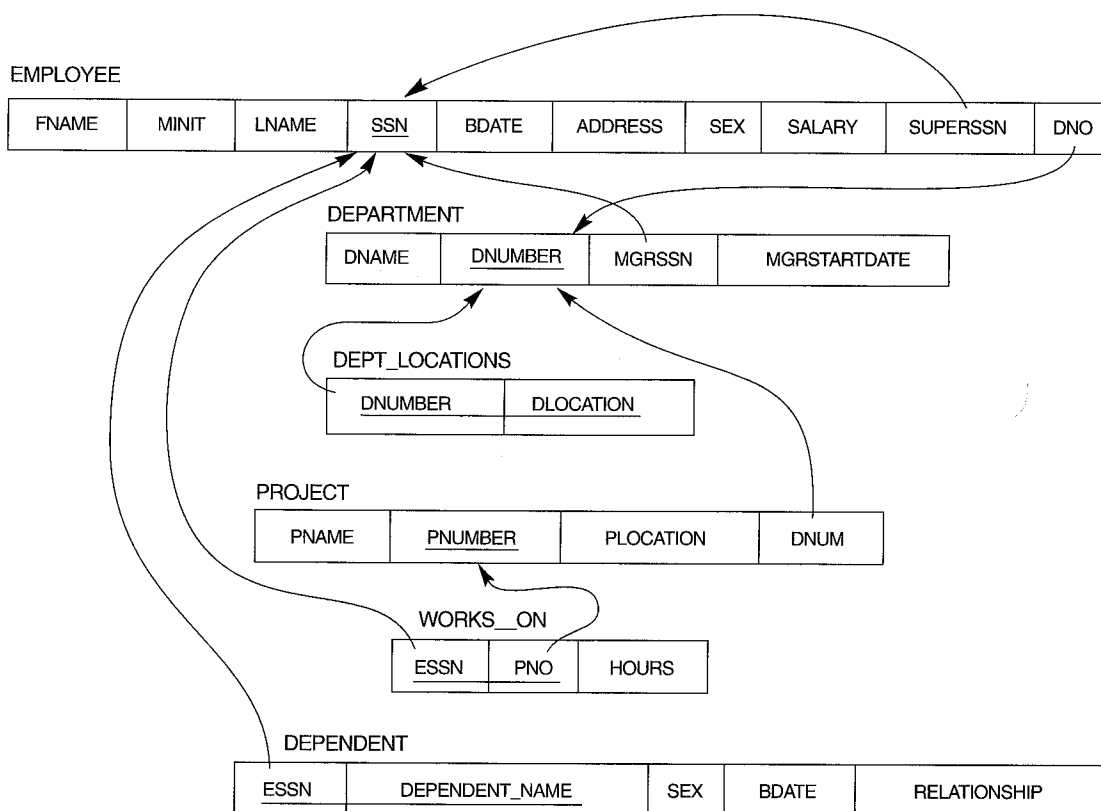 EMPLOYEE
FNAME MINIT LNAME SSN BDATE ADDRESS SEX SALARY SUPERSSN DNO
DEPARTMENT
DNAME DNUMBER MGRSSN MGRSTARTDATE
DEPT_LOCATIONS
DNUMBER DLOCATION
PROJECT
PNAME PNUMBER PLOCATION DNUM
WORKS__ON
ESSN PNO HOURS
DEPENDENT
ESSN DEPENDENT_NAME SEX BDATE RELATIONSHIP